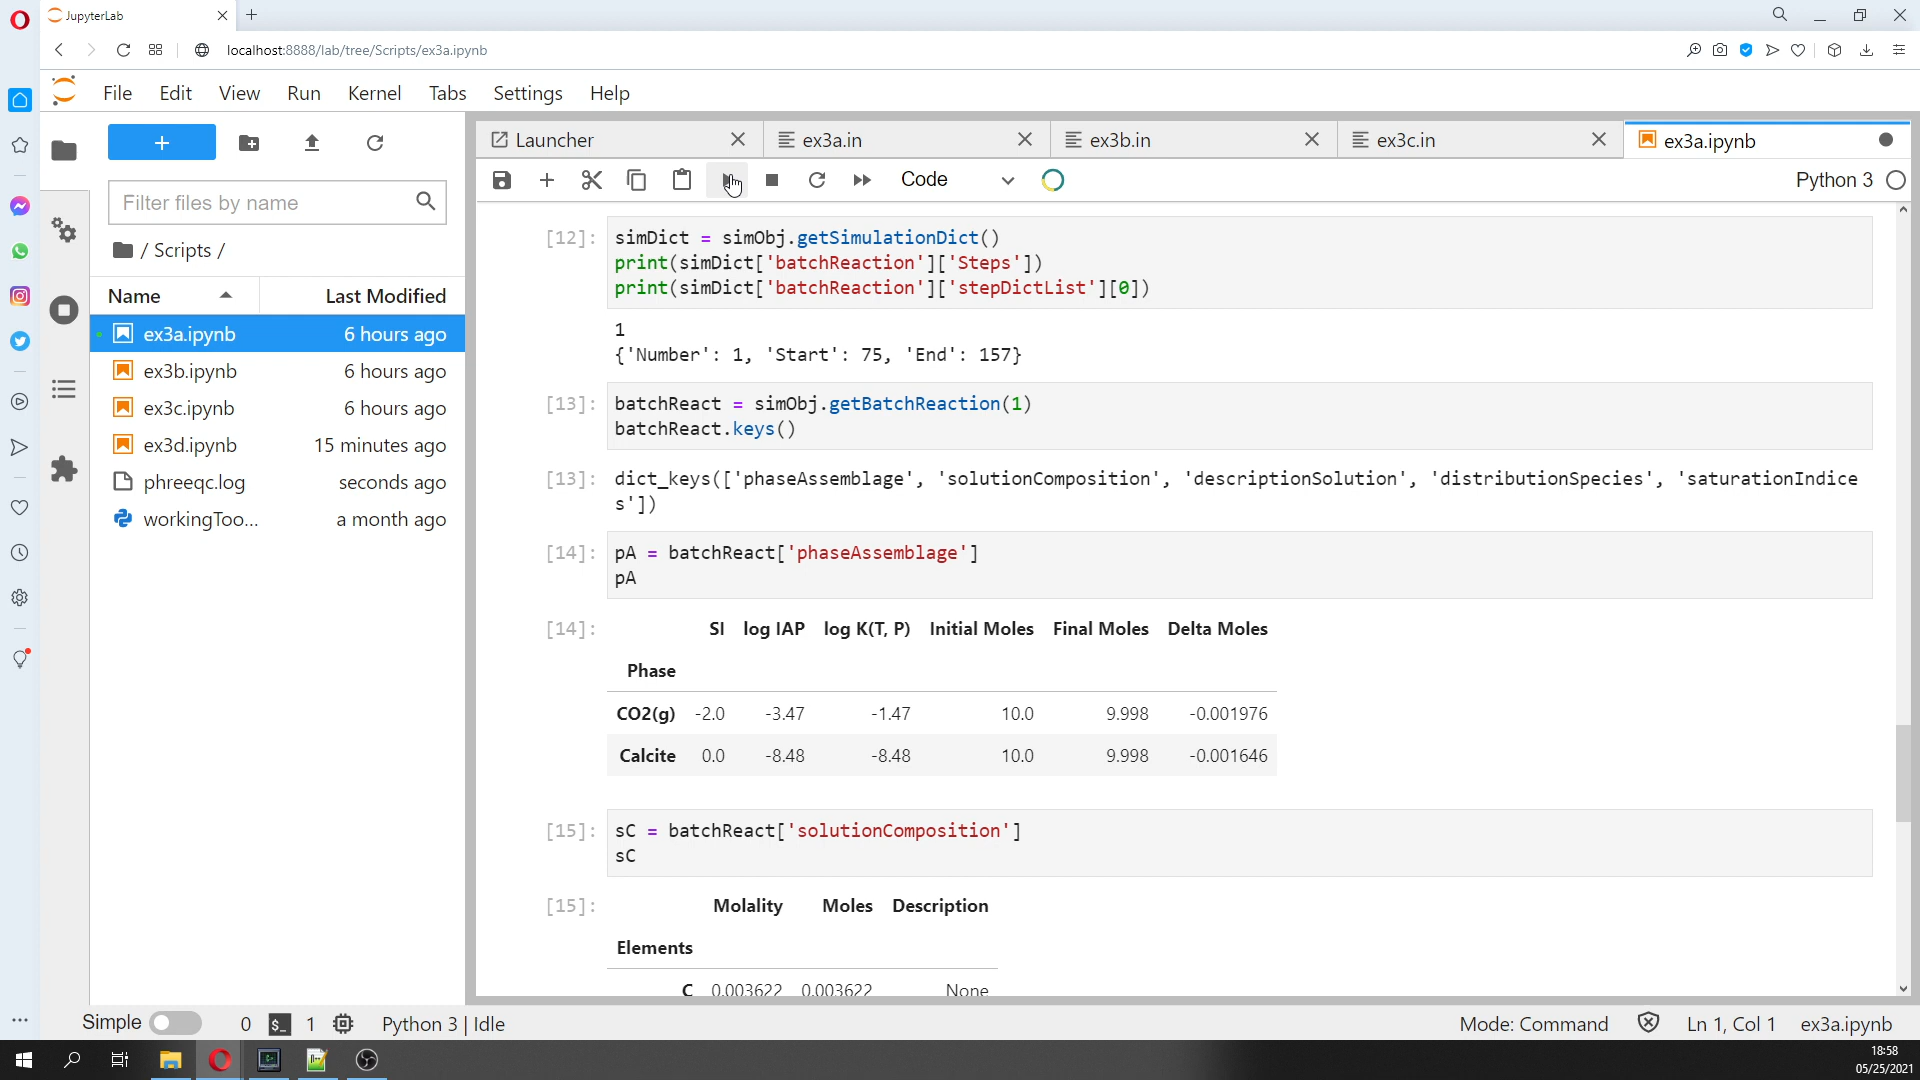 JupyterLab
localhost:8888/lab/tree/Scripts/ex3a.ipynb
File Edit View Run Kernel Tabs Settings Help
Launcher ex3a.in ex3b.in ex3c.in ex3a.ipynb
Code Python 3
Filter files by name
/ Scripts /
Name Last Modified
ex3a.ipynb 6 hours ago
ex3b.ipynb 6 hours ago
ex3c.ipynb 6 hours ago
ex3d.ipynb 15 minutes ago
phreeqc.log seconds ago
workingToo... a month ago
[12]: simDict = simObj.getSimulationDict()
print(simDict['batchReaction']['Steps'])
print(simDict['batchReaction']['stepDictList'][0])
1
{'Number': 1, 'Start': 75, 'End': 157}
[13]: batchReact = simObj.getBatchReaction(1)
batchReact.keys()
[13]: dict_keys(['phaseAssemblage', 'solutionComposition', 'descriptionSolution', 'distributionSpecies', 'saturationIndice
s'])
[14]: pA = batchReact['phaseAssemblage']
pA
[14]: SI log IAP log K(T, P) Initial Moles Final Moles Delta Moles
Phase
CO2(g) -2.0 -3.47 -1.47 10.0 9.998 -0.001976
Calcite 0.0 -8.48 -8.48 10.0 9.998 -0.001646
[15]: sC = batchReact['solutionComposition']
sC
[15]: Molality Moles Description
Elements
C 0.003622 0.003622 None
Simple 0 $_ 1 Python 3 | Idle Mode: Command Ln 1, Col 1 ex3a.ipynb
18:58
05/25/2021